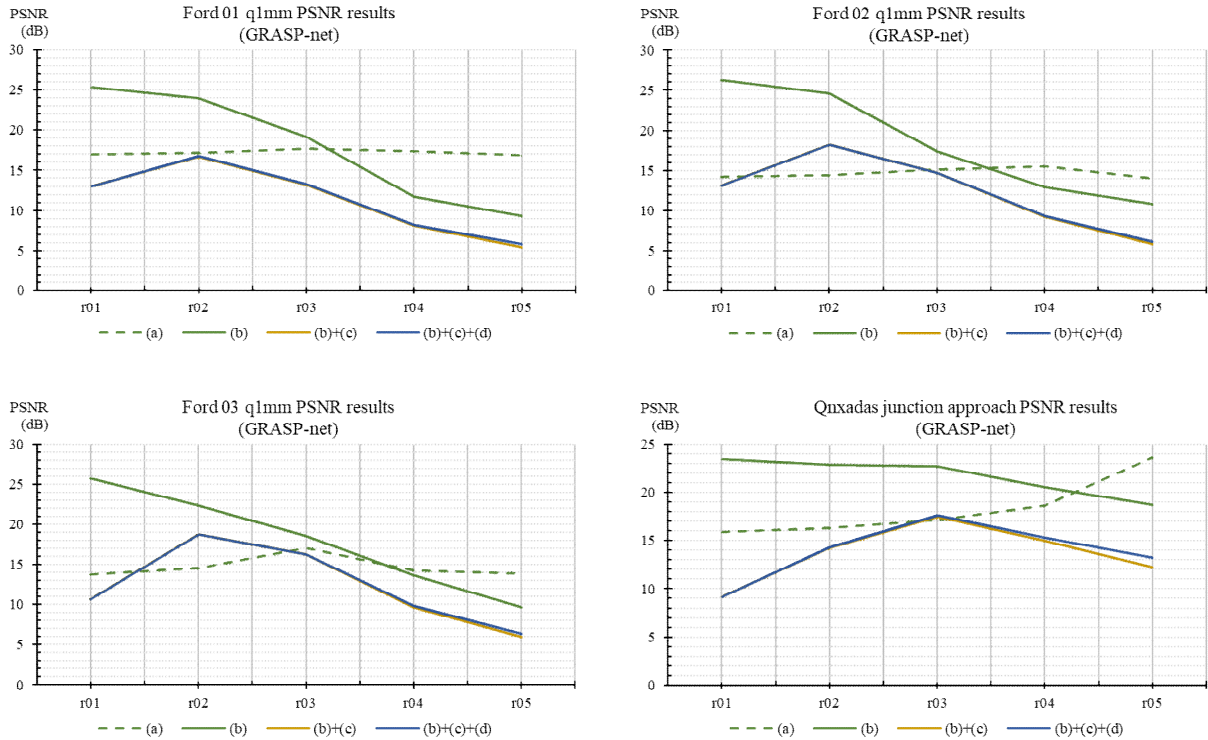 PSNR
(dB)
Ford 01 q1mm PSNR results
(GRASP-net)
30
25
20
15
10
5
0
r01 r02 r03 r04 r05
(a) (b) (b)+(c) (b)+(c)+(d)
PSNR
(dB)
Ford 02 q1mm PSNR results
(GRASP-net)
30
25
20
15
10
5
0
r01 r02 r03 r04 r05
(a) (b) (b)+(c) (b)+(c)+(d)
PSNR
(dB)
Ford 03 q1mm PSNR results
(GRASP-net)
30
25
20
15
10
5
0
r01 r02 r03 r04 r05
(a) (b) (b)+(c) (b)+(c)+(d)
PSNR
(dB)
Qnxadas junction approach PSNR results
(GRASP-net)
25
20
15
10
5
0
r01 r02 r03 r04 r05
(a) (b) (b)+(c) (b)+(c)+(d)